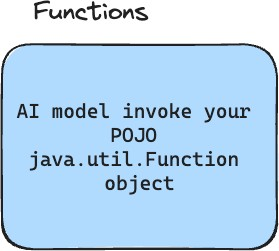 Functions
AI model invoke your
POJO
java.util.Function
object